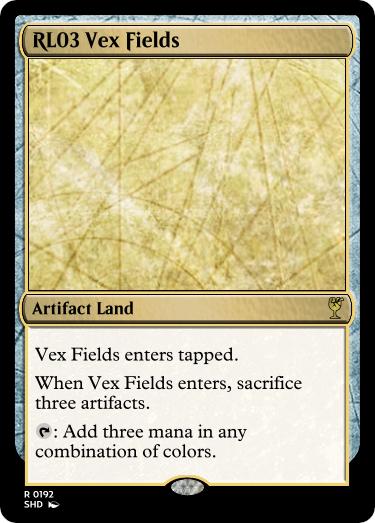 RL03 Vex Fields
Artifact Land
Vex Fields enters tapped.
When Vex Fields enters, sacrifice
three artifacts.
: Add three mana in any
combination of colors.
R 0192
SHD